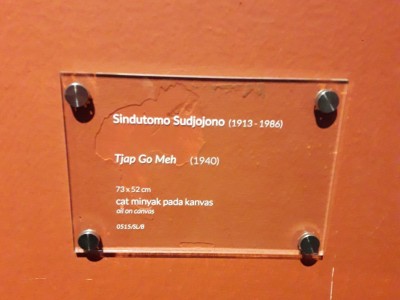 Sindutomo Sudjojono (1913 - 1986)
Tjap Go Meh (1940)
73 x 52 cm
cat minyak pada kanvas
oil on canvas
0515/SL/B